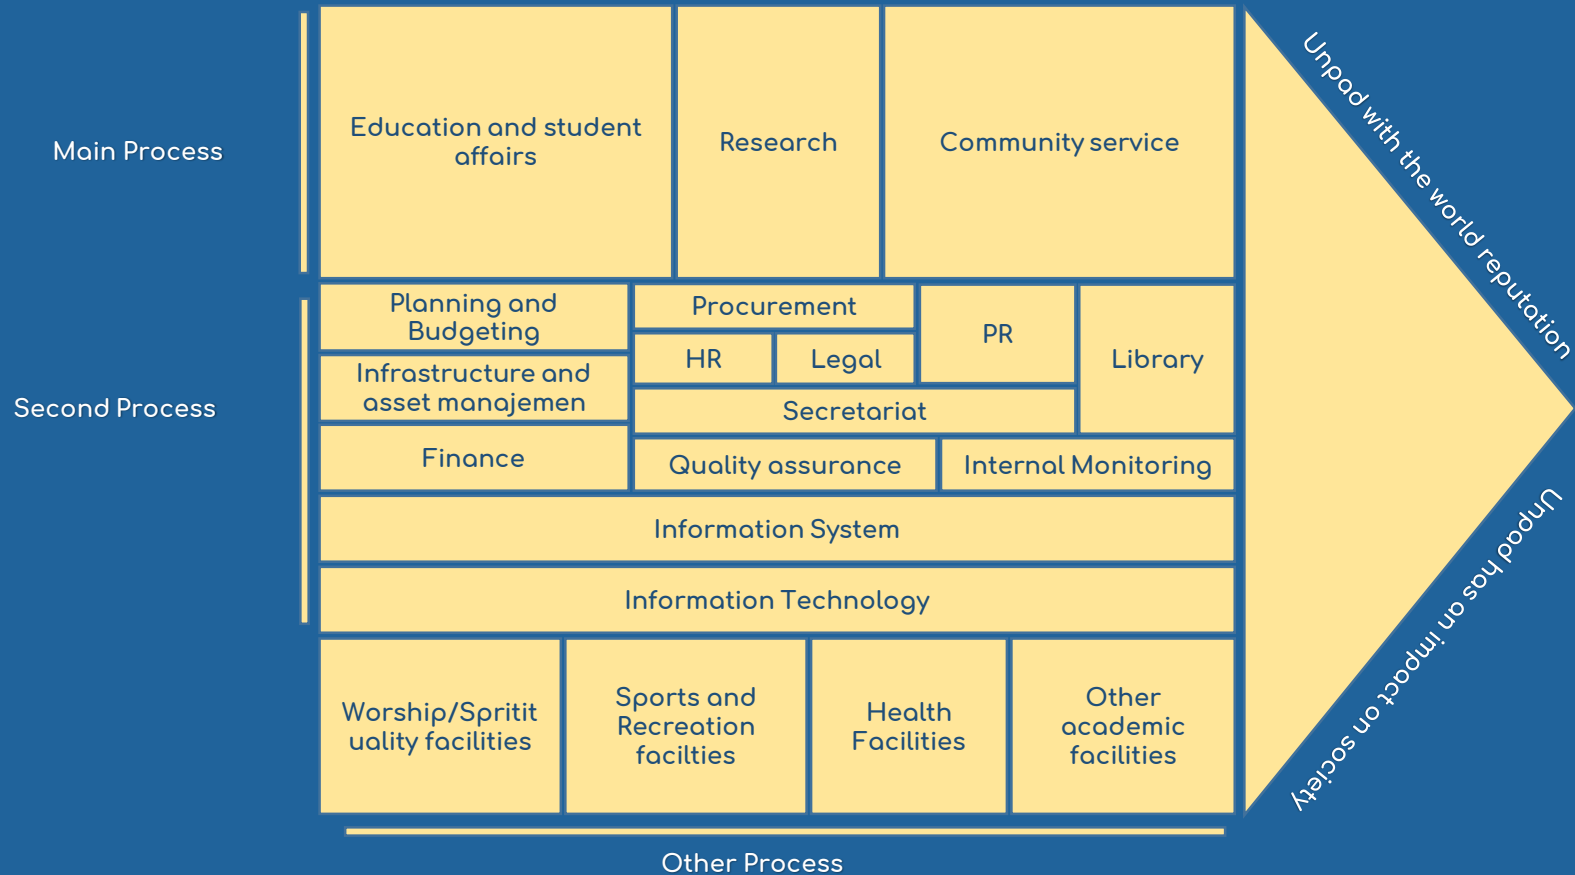 Main Process
Education and student
affairs
Research
Community service
Unpad with the world reputation
Second Process
Planning and
Budgeting
Infrastructure and
asset manajemen
Finance
Procurement
HR
Legal
PR
Library
Secretariat
Quality assurance
Internal Monitoring
Information System
Information Technology
Worship/Spritit
uality facilities
Sports and
Recreation
facilties
Health
Facilities
Other
academic
facilities
Unpad has an impact on society
Other Process